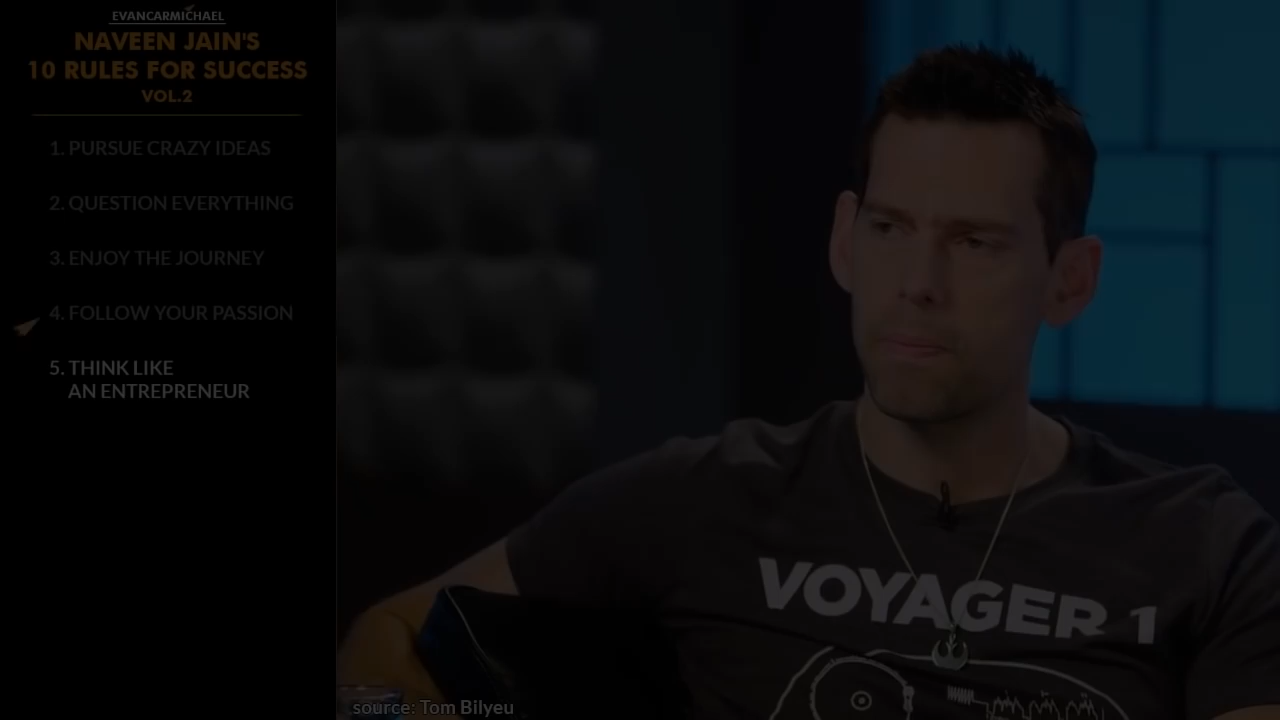 EVANCARMICHAEL
NAVEEN JAIN'S
10 RULES FOR SUCCESS
VOL.2
1. PURSUE CRAZY IDEAS
2. QUESTION EVERYTHING
3. ENJOY THE JOURNEY
4. FOLLOW YOUR PASSION
5. THINK LIKE
AN ENTREPRENEUR
VOYAGER 1
source: Tom Bilyeu